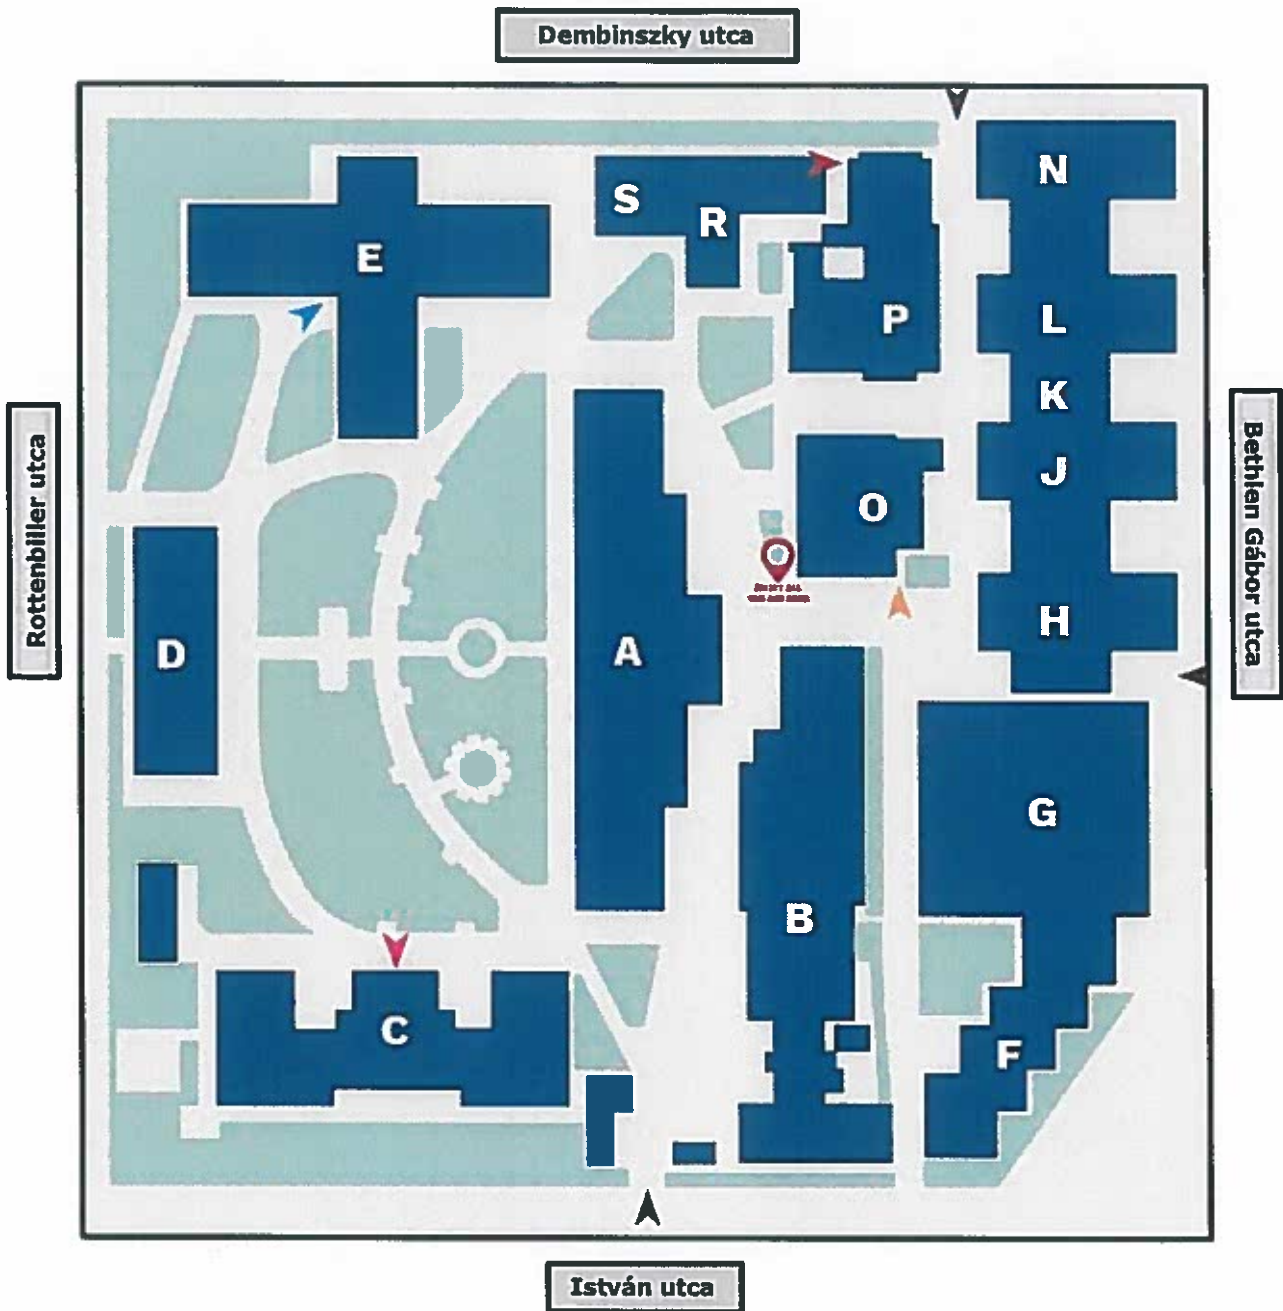 Dembinszky utca
N
S
R
E
P
L
K
J
O
H
Rottenbiller utca
Bethlen Gábor utca
D
A
G
B
C
F
István utca